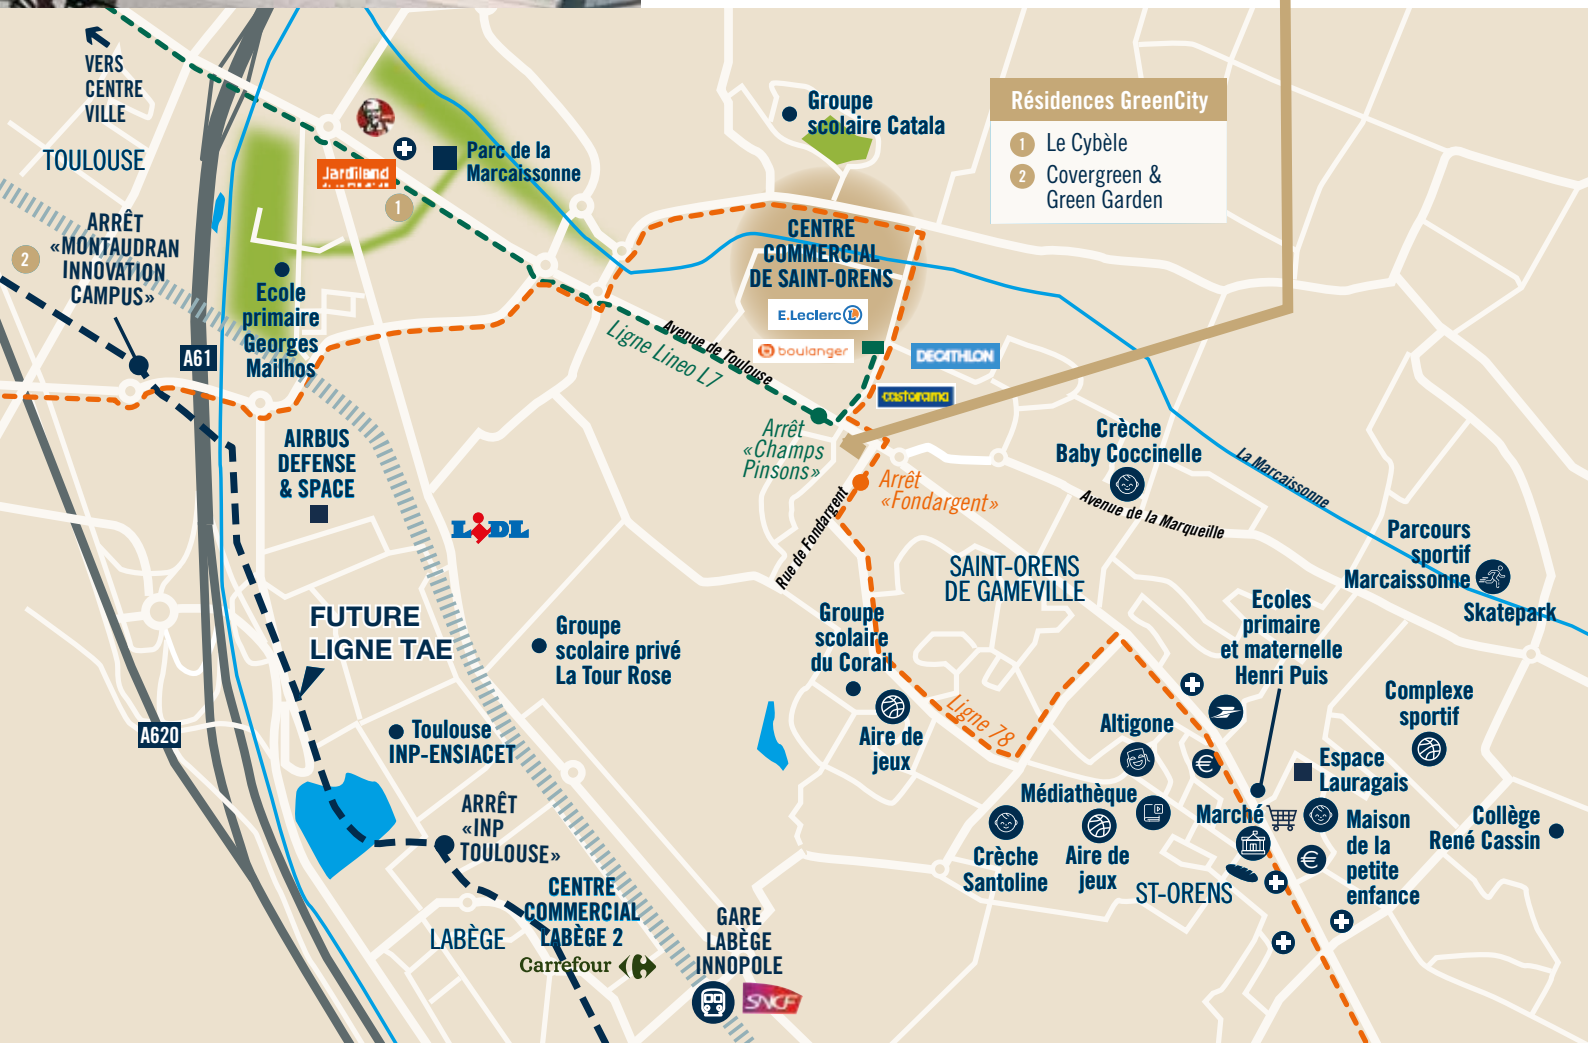 VERS
CENTRE
VILLE
TOULOUSE
ARRÊT
«MONTAUDRAN
INNOVATION
CAMPUS»
2
A61
Jardiland
1
Parc de la
Marcaissonne
Ecole
primaire
Georges
Mailhos
Groupe
scolaire Catala
Résidences GreenCity
1 Le Cybèle
2 Covergreen &
Green Garden
CENTRE
COMMERCIAL
DE SAINT-ORENS
E.Leclerc L
boulanger
DECATHLON
castorama
Avenue de Toulouse
Ligne Lineo L7
Arrêt
«Champs
Pinsons»
Arrêt
«Fondargent»
Rue de Fondargent
Crèche
Baby Coccinelle
Avenue de la Marqueille
La Marcaissonne
Parcours
sportif
Marcaissonne
Skatepark
AIRBUS
DEFENSE
& SPACE
LIDL
FUTURE
LIGNE TAE
Groupe
scolaire privé
La Tour Rose
SAINT-ORENS
DE GAMEVILLE
Groupe
scolaire
du Corail
Aire de
jeux
Ligne 78
Ecoles
primaire
et maternelle
Henri Puis
Complexe
sportif
Altigone
€
Espace
Lauragais
Médiathèque
Marché
Crèche
Santoline
Aire de
jeux
€
Maison
de la
petite
enfance
Collège
René Cassin
ST-ORENS
A620
Toulouse
INP-ENSIACET
ARRÊT
«INP
TOULOUSE»
CENTRE
COMMERCIAL
LABÈGE 2
LABÈGE
Carrefour
GARE
LABÈGE
INNOPOLE
SNCF